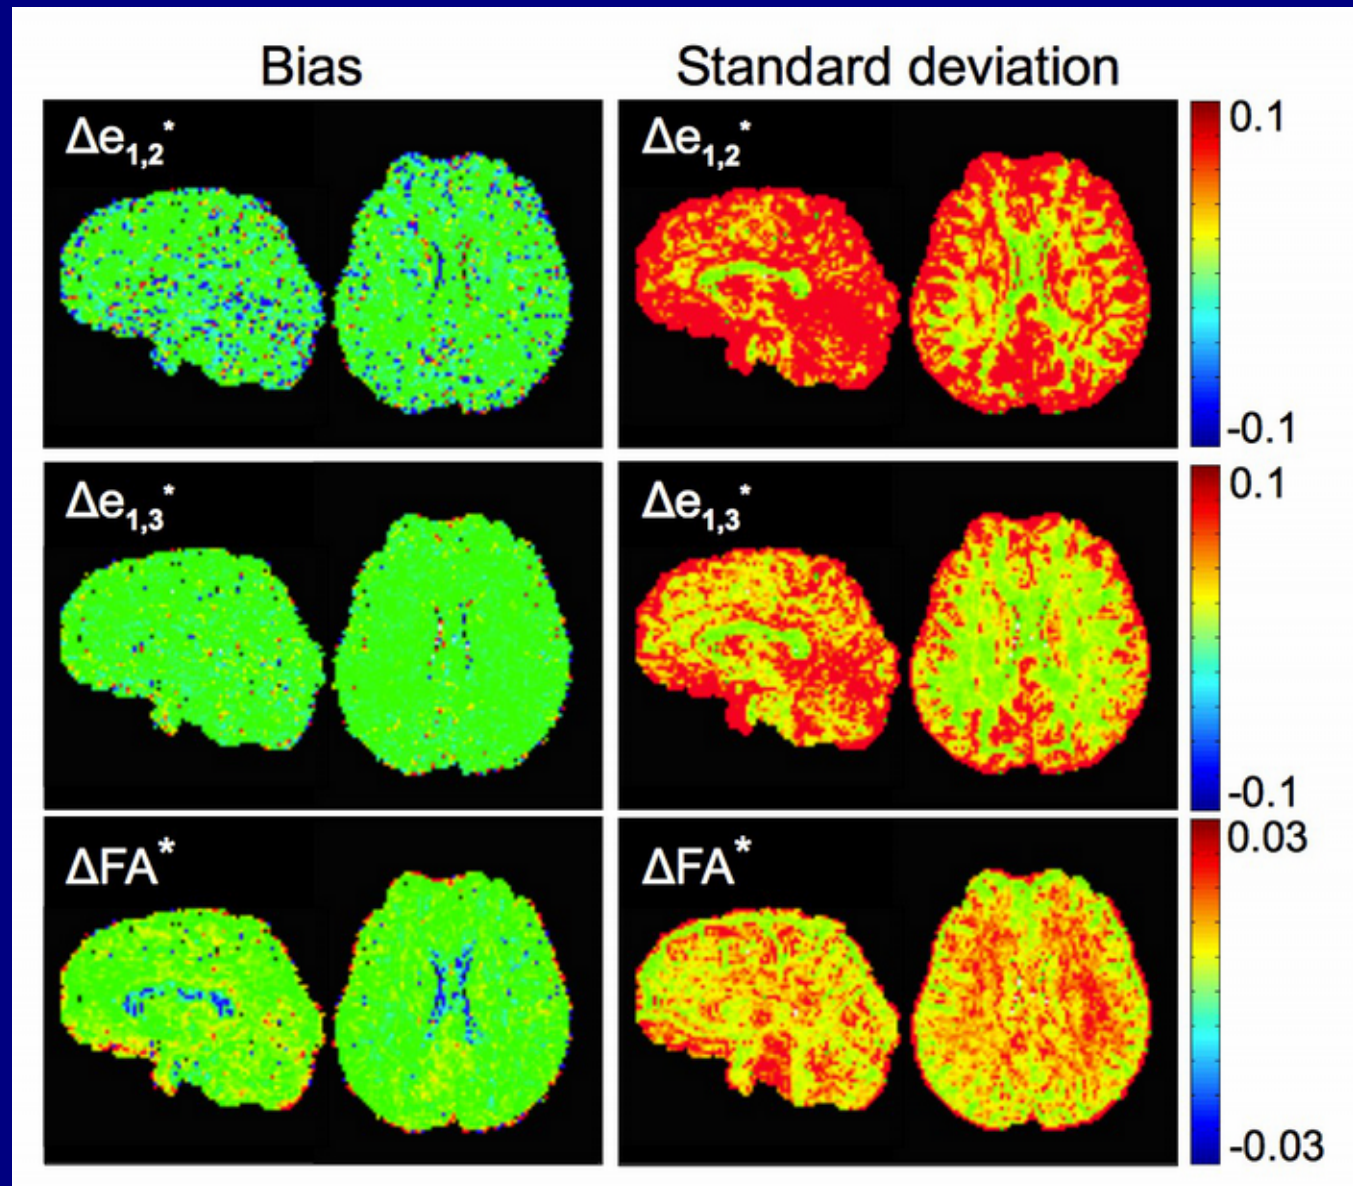 Bias
Standard deviation
Δe1,2*
Δe1,2*
0.1
-0.1
Δe1,3*
Δe1,3*
0.1
-0.1
ΔFA*
ΔFA*
0.03
-0.03